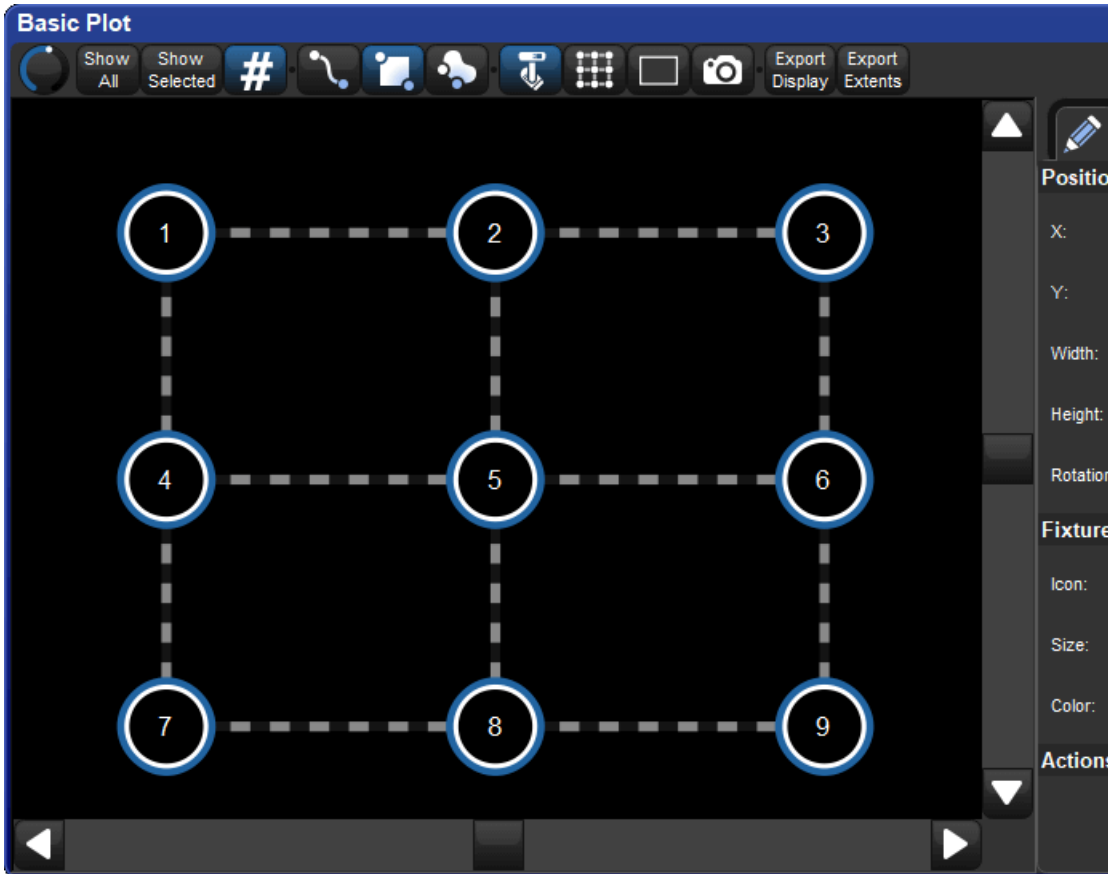 Basic Plot
Show All
Show Selected
#
Export Display
Export Extents
Position
X:
Y:
Width:
Height:
Rotation
Fixture
Icon:
Size:
Color:
Actions
1 2 3
4 5 6
7 8 9